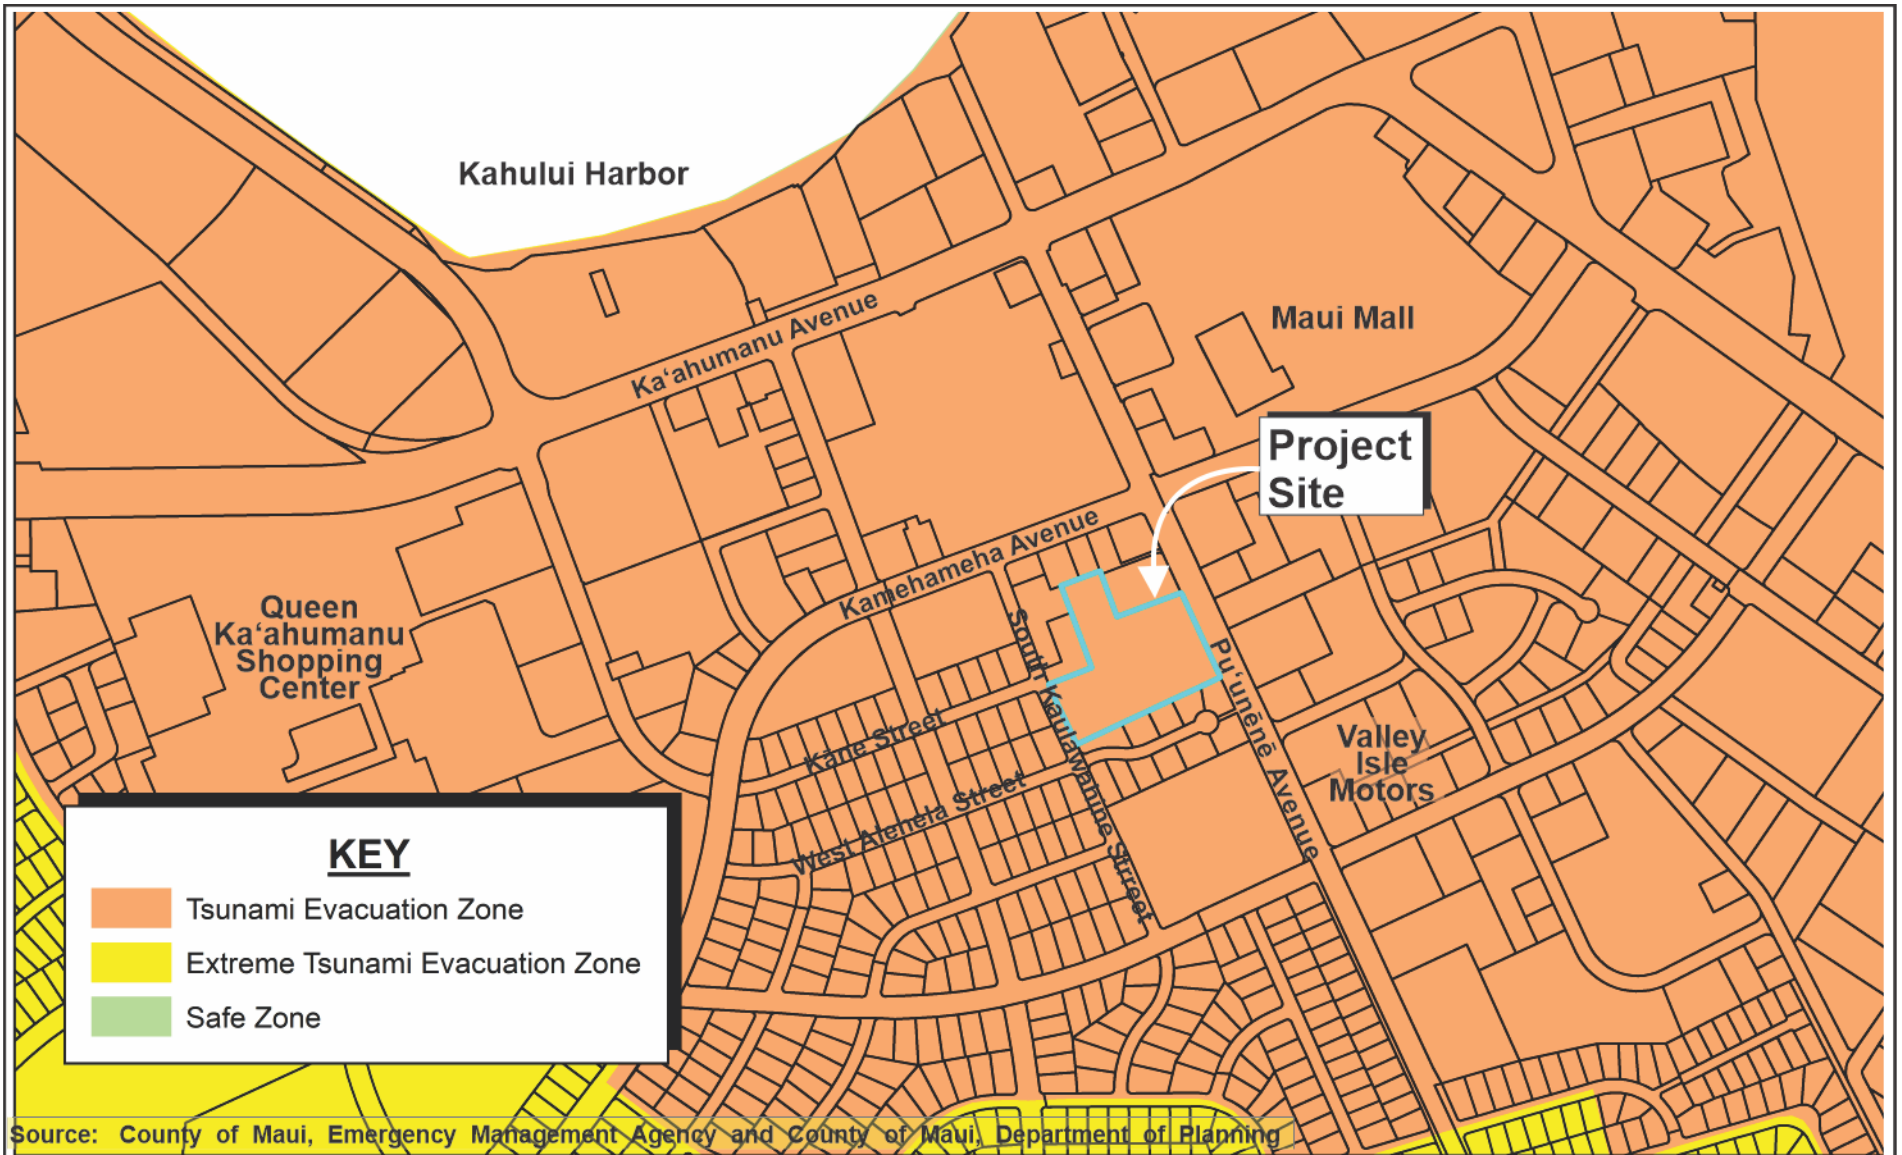 Kahului Harbor
Ka‘ahumanu Avenue
Maui Mall
Project
Site
Kamehameha Avenue
Queen
Ka‘ahumanu
Shopping
Center
South Kaulawahine Strreet
Pu‘unēnē Avenue
Kāne Street
Valley
Isle
Motors
West Alehela Street
KEY
Tsunami Evacuation Zone
Extreme Tsunami Evacuation Zone
Safe Zone
Source: County of Maui, Emergency Management Agency and County of Maui, Department of Planning